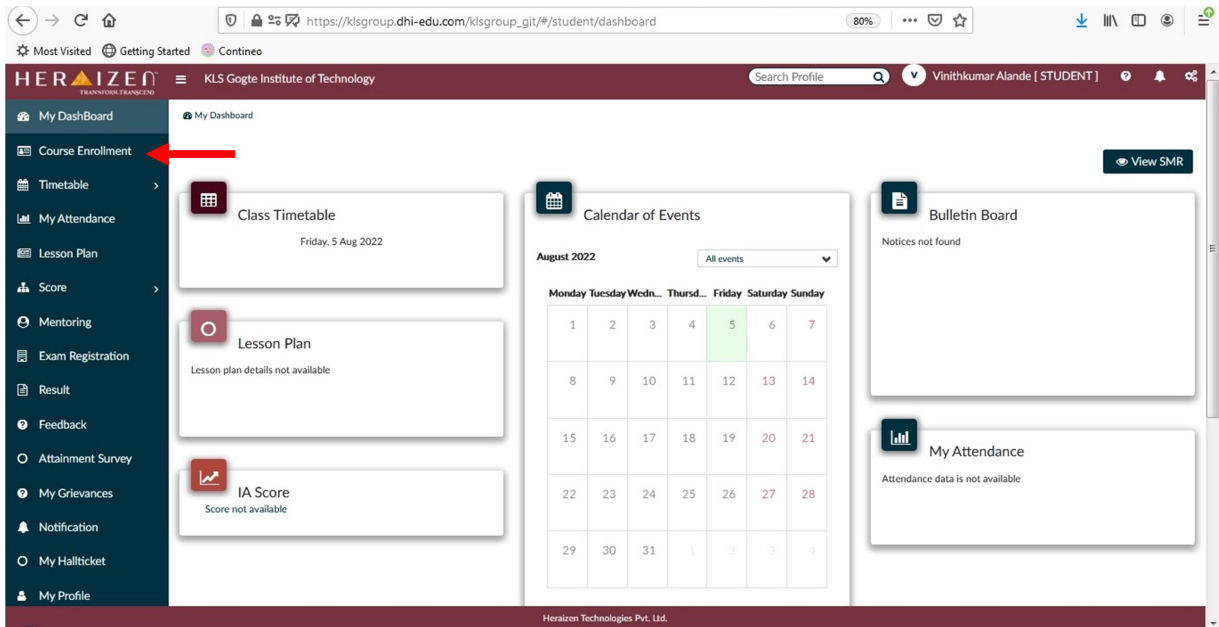 https://klsgroup.dhi-edu.com/klsgroup_git/#/student/dashboard 80%
Most Visited Getting Started Contineo
HERAIZEN
TRANSFORM.TRANSCEND
KLS Gogte Institute of Technology
Search Profile
V Vinithkumar Alande [ STUDENT ]
My DashBoard
Course Enrollment
Timetable
My Attendance
Lesson Plan
Score
Mentoring
Exam Registration
Result
Feedback
Attainment Survey
My Grievances
Notification
My Hallticket
My Profile
My Dashboard
View SMR
Class Timetable
Friday, 5 Aug 2022
Lesson Plan
Lesson plan details not available
IA Score
Score not available
Calendar of Events
August 2022 All events
Monday Tuesday Wedn... Thursd... Friday Saturday Sunday
1 2 3 4 5 6 7
8 9 10 11 12 13 14
15 16 17 18 19 20 21
22 23 24 25 26 27 28
29 30 31 1 2 3 4
Bulletin Board
Notices not found
My Attendance
Attendance data is not available
Heraizen Technologies Pvt. Ltd.